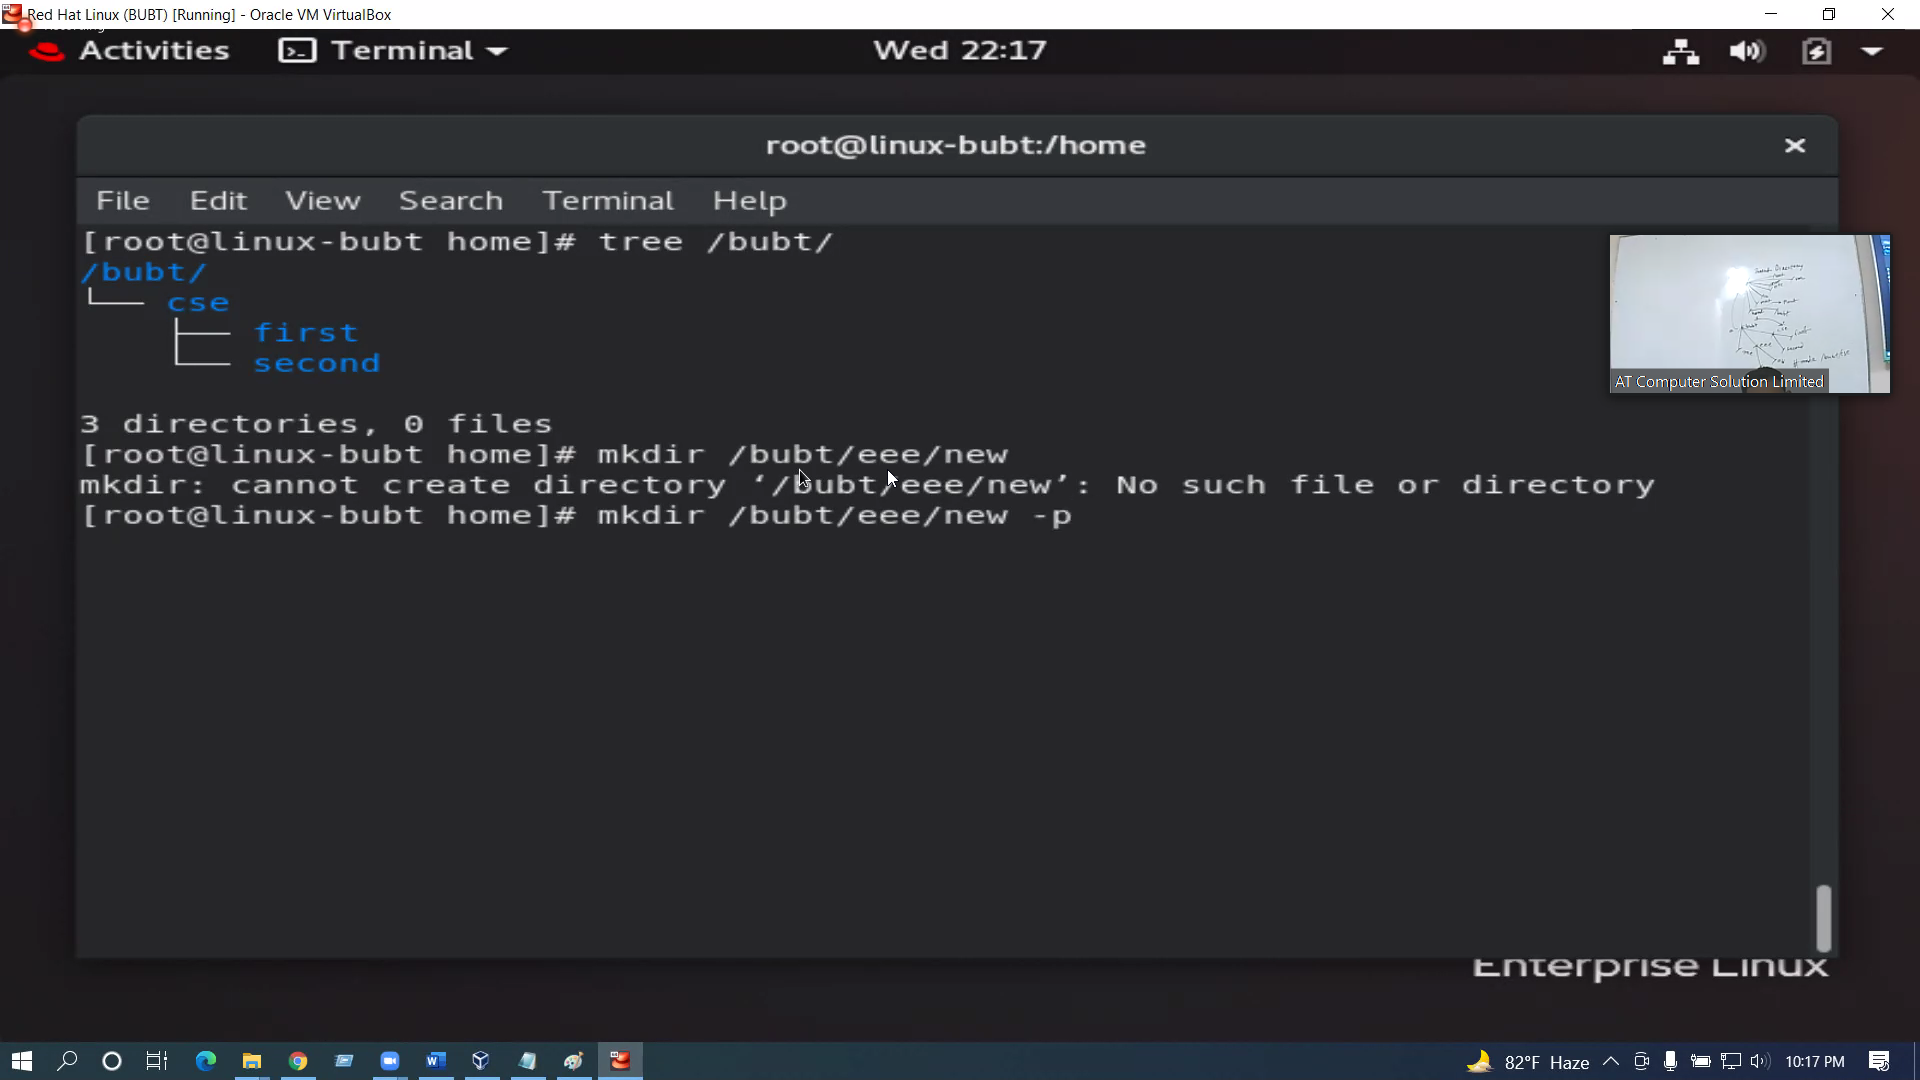 Red Hat Linux (BUBT) [Running] - Oracle VM VirtualBox
Activities
Terminal
Wed 22:17
root@linux-bubt:/home
File Edit View Search Terminal Help
[root@linux-bubt home]# tree /bubt/
/bubt/
└── cse
├── first
└── second
3 directories, 0 files
[root@linux-bubt home]# mkdir /bubt/eee/new
mkdir: cannot create directory ‘/bubt/eee/new’: No such file or directory
[root@linux-bubt home]# mkdir /bubt/eee/new -p
AT Computer Solution Limited
Enterprise Linux
82°F Haze
10:17 PM